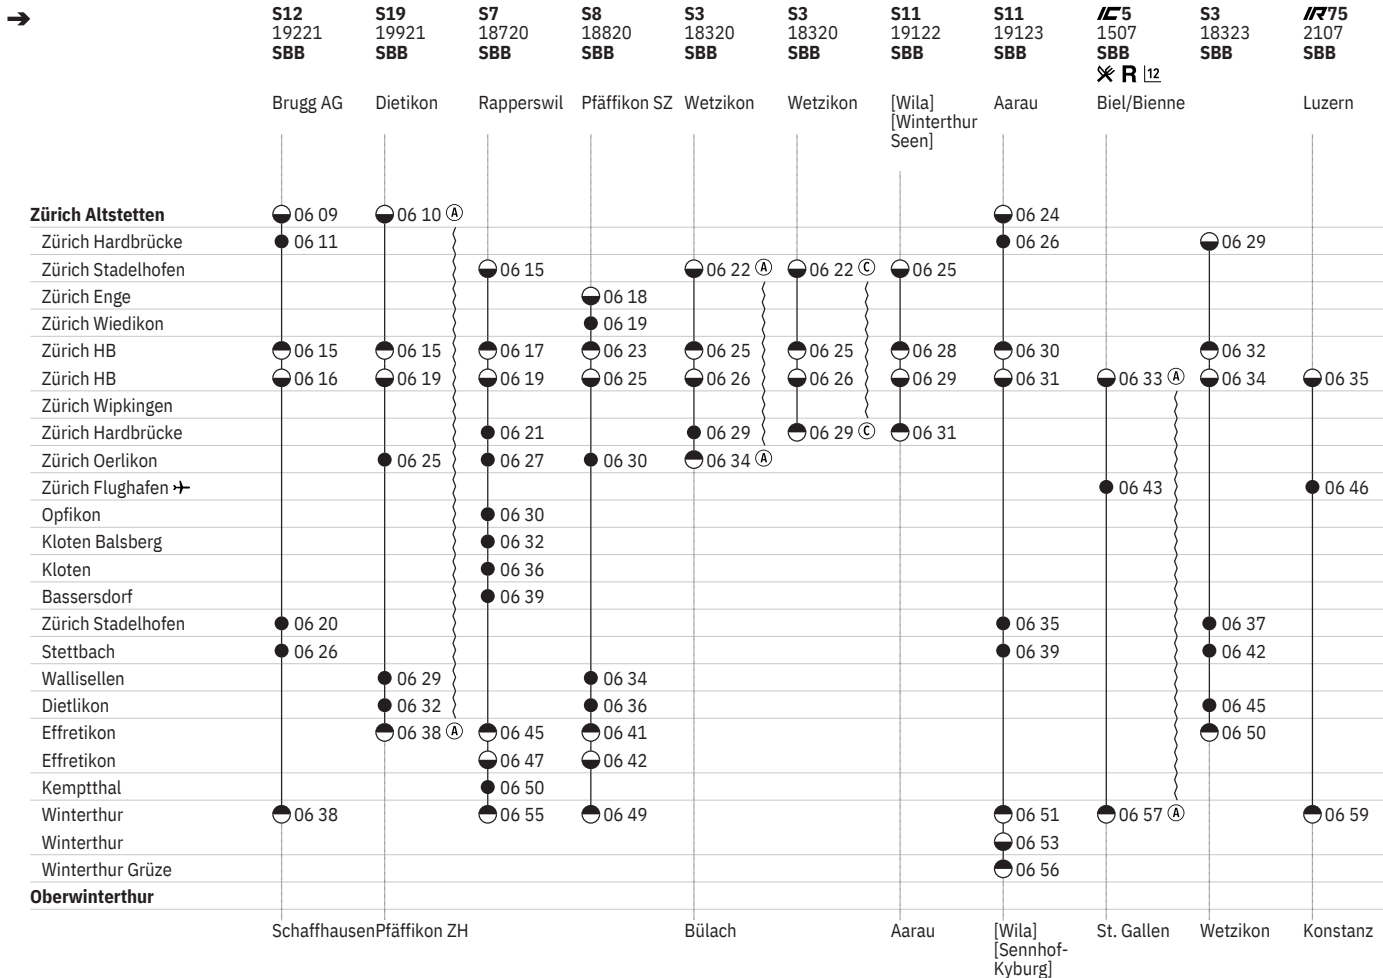 ➔ S12 S19 S7 S8 S3 S3 S11 S11 IC5 S3 IR75
19221 19921 18720 18820 18320 18320 19122 19123 1507 18323 2107
SBB SBB SBB SBB SBB SBB SBB SBB SBB SBB SBB
R 12
Brugg AG Dietikon Rapperswil Pfäffikon SZ Wetzikon Wetzikon [Wila] Aarau Biel/Bienne Luzern
[Winterthur
Seen]
Zürich Altstetten 06 09 06 10 Ⓐ 06 24
Zürich Hardbrücke 06 11 06 26 06 29
Zürich Stadelhofen 06 15 06 22 Ⓐ 06 22 Ⓒ 06 25
Zürich Enge 06 18
Zürich Wiedikon 06 19
Zürich HB 06 15 06 15 06 17 06 23 06 25 06 25 06 28 06 30 06 32
Zürich HB 06 16 06 19 06 19 06 25 06 26 06 26 06 29 06 31 06 33 Ⓐ 06 34 06 35
Zürich Wipkingen
Zürich Hardbrücke 06 21 06 29 06 29 Ⓒ 06 31
Zürich Oerlikon 06 25 06 27 06 30 06 34 Ⓐ
Zürich Flughafen 06 43 06 46
Opfikon 06 30
Kloten Balsberg 06 32
Kloten 06 36
Bassersdorf 06 39
Zürich Stadelhofen 06 20 06 35 06 37
Stettbach 06 26 06 39 06 42
Wallisellen 06 29 06 34
Dietlikon 06 32 06 36 06 45
Effretikon 06 38 Ⓐ 06 45 06 41 06 50
Effretikon 06 47 06 42
Kemptthal 06 50
Winterthur 06 38 06 55 06 49 06 51 06 57 Ⓐ 06 59
Winterthur 06 53
Winterthur Grüze 06 56
Oberwinterthur
Schaffhausen Pfäffikon ZH Bülach Aarau [Wila] St. Gallen Wetzikon Konstanz
[Sennhof-
Kyburg]